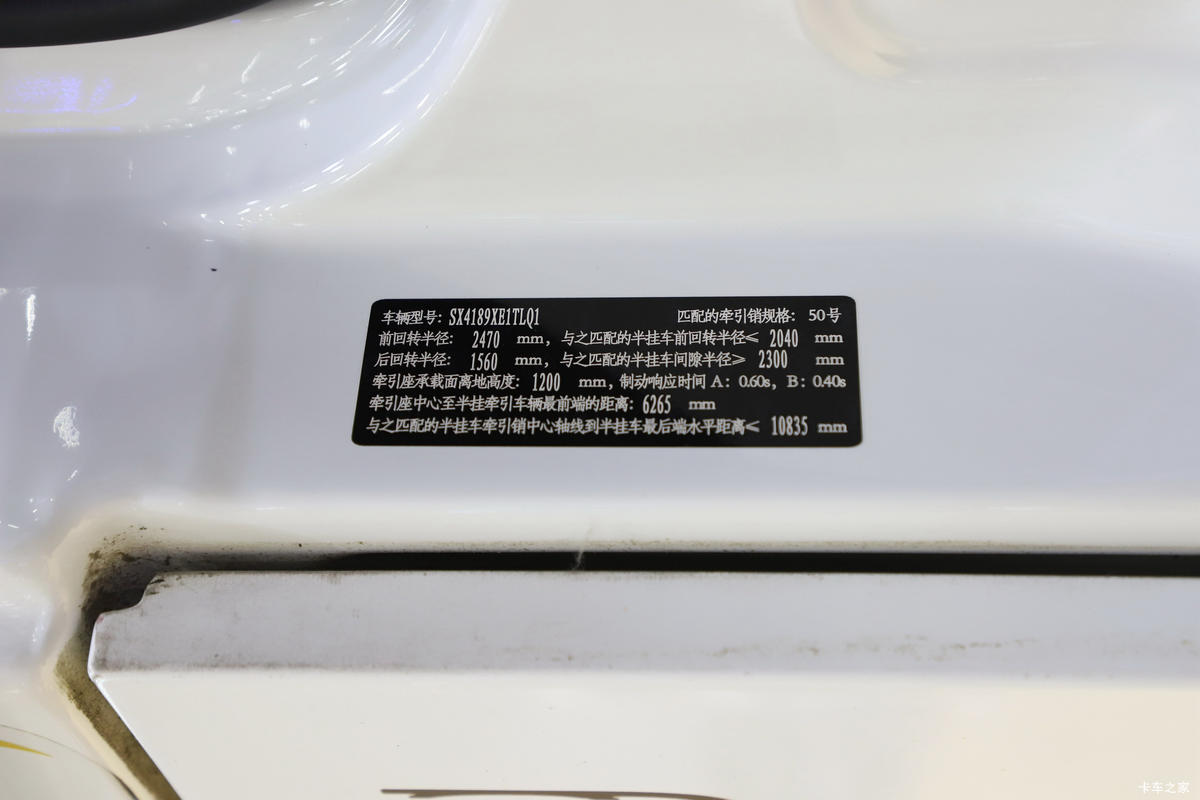 车辆型号：SX4189XE1TLQ1 匹配的牵引销规格： 50号
前回转半径： 2470 mm，与之匹配的半挂车前回转半径≤ 2040 mm
后回转半径： 1560 mm，与之匹配的半挂车间隙半径≥ 2300 mm
牵引座承载面离地高度：1200 mm，制动响应时间 A：0.60s，B：0.40s
牵引座中心至半挂牵引车辆最前端的距离：6265 mm
与之匹配的半挂车牵引销中心轴线到半挂车最后端水平距离≤ 10835 mm
卡车之家